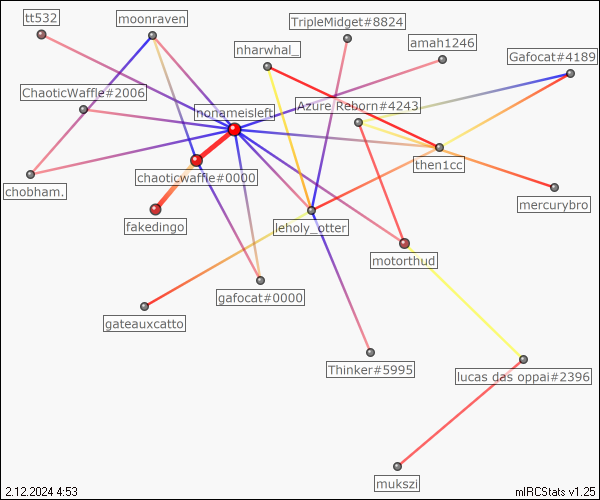 tt532
moonraven
TripleMidget#8824
nharwhal_
amah1246
Gafocat#4189
ChaoticWaffle#2006
nonameisleft
Azure Reborn#4243
then1cc
chaoticwaffle#0000
chobham.
mercurybro
fakedingo
leholy_otter
motorthud
gafocat#0000
gateauxcatto
Thinker#5995
lucas das oppai#2396
mukszi
2.12.2024 4:53
mIRCStats v1.25